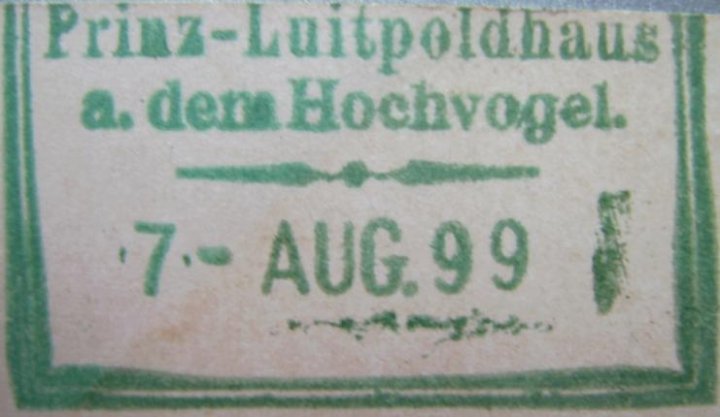 Prinz-Luitpoldhaus
a. dem Hochvogel.
7.- AUG. 99